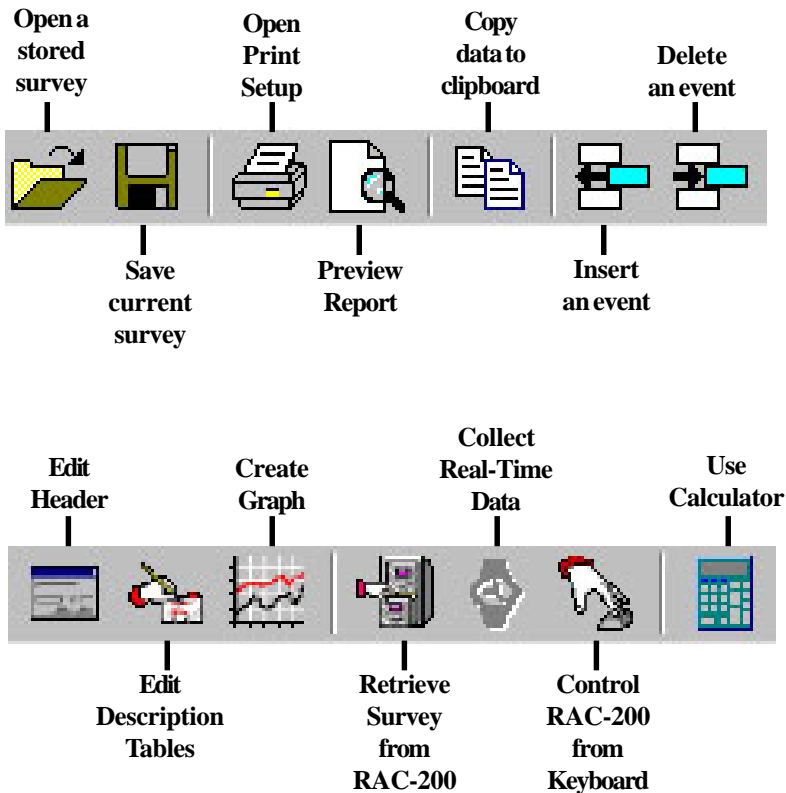 Open a
stored
survey
Open
Print
Setup
Copy
data to
clipboard
Delete
an event
Save
current
survey
Preview
Report
Insert
an event
Edit
Header
Create
Graph
Collect
Real-Time
Data
Use
Calculator
Edit
Description
Tables
Retrieve
Survey
from
RAC-200
Control
RAC-200
from
Keyboard